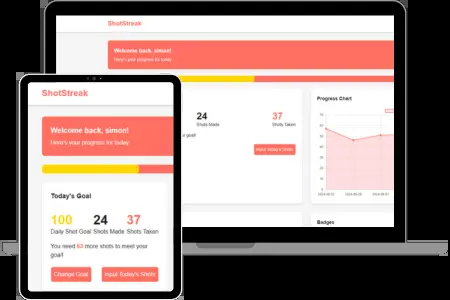 ShotStreak
Welcome back, simon!
Here's your progress for today
24
Shots Made
37
Shots Taken
goal!
Input Today's Shots
Progress Chart
Badges
ShotStreak
Welcome back, simon!
Here's your progress for today
Today's Goal
100 24 37
Daily Shot Goal Shots Made Shots Taken
You need 63 more shots to meet your
goal!
Change Goal Input Today's Shots